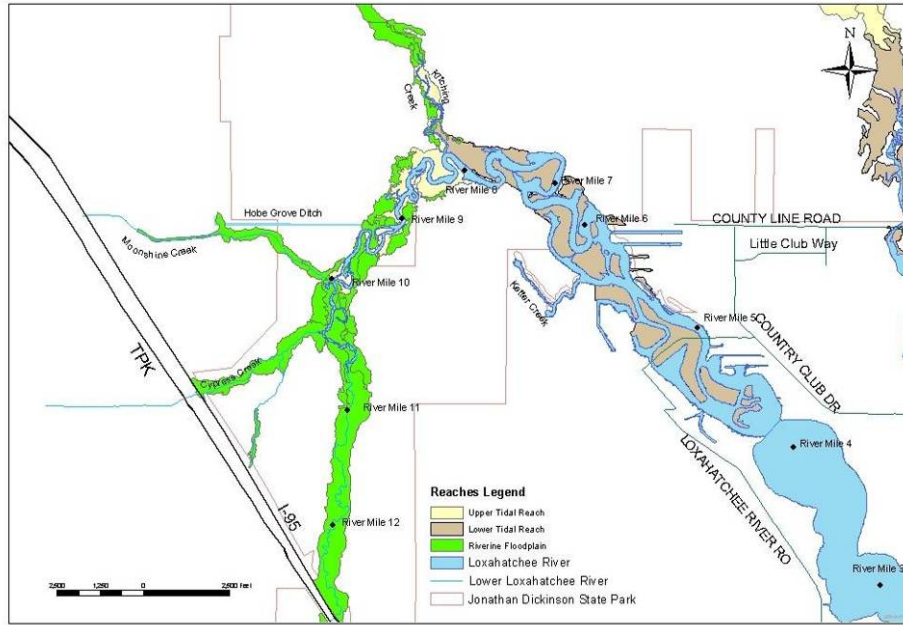 N
Kitching
Creek
River Mile 8
River Mile 7
River Mile 9
River Mile 6
COUNTY LINE ROAD
Hobe Grove Ditch
Moonshine Creek
Little Club Way
River Mile 10
Keller Creek
River Mile 5
COUNTRY CLUB DR
TPK
Cypress Creek
River Mile 11
River Mile 4
LOXAHATCHEE RIVER RO
I-95
River Mile 12
River Mile 3
Reaches Legend
Upper Tidal Reach
Lower Tidal Reach
Riverine Floodplain
Loxahatchee River
Lower Loxahatchee River
Jonathan Dickinson State Park
2,500 1,250 0 2,500 Feet